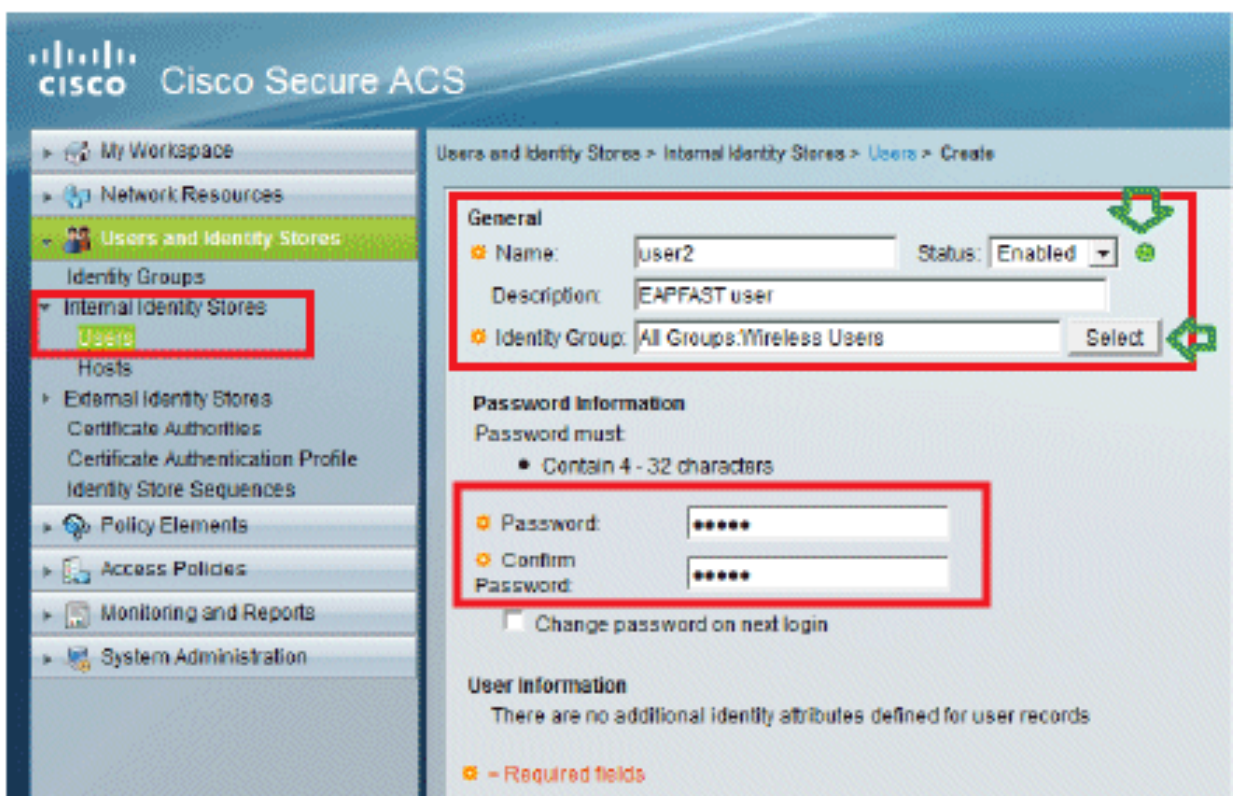 CISCO Cisco Secure ACS
My Workspace
Network Resources
Users and Identity Stores
Identity Groups
Internal Identity Stores
Users
Hosts
External Identity Stores
Certificate Authorities
Certificate Authentication Profile
Identity Store Sequences
Policy Elements
Access Policies
Monitoring and Reports
System Administration
Users and Identity Stores > Internal Identity Stores > Users > Create
General
Name: user2 Status: Enabled
Description: EAPFAST user
Identity Group: All Groups:Wireless Users Select
Password Information
Password must:
• Contain 4 - 32 characters
Password: •••••
Confirm
Password: •••••
Change password on next login
User Information
There are no additional identity attributes defined for user records
= Required fields